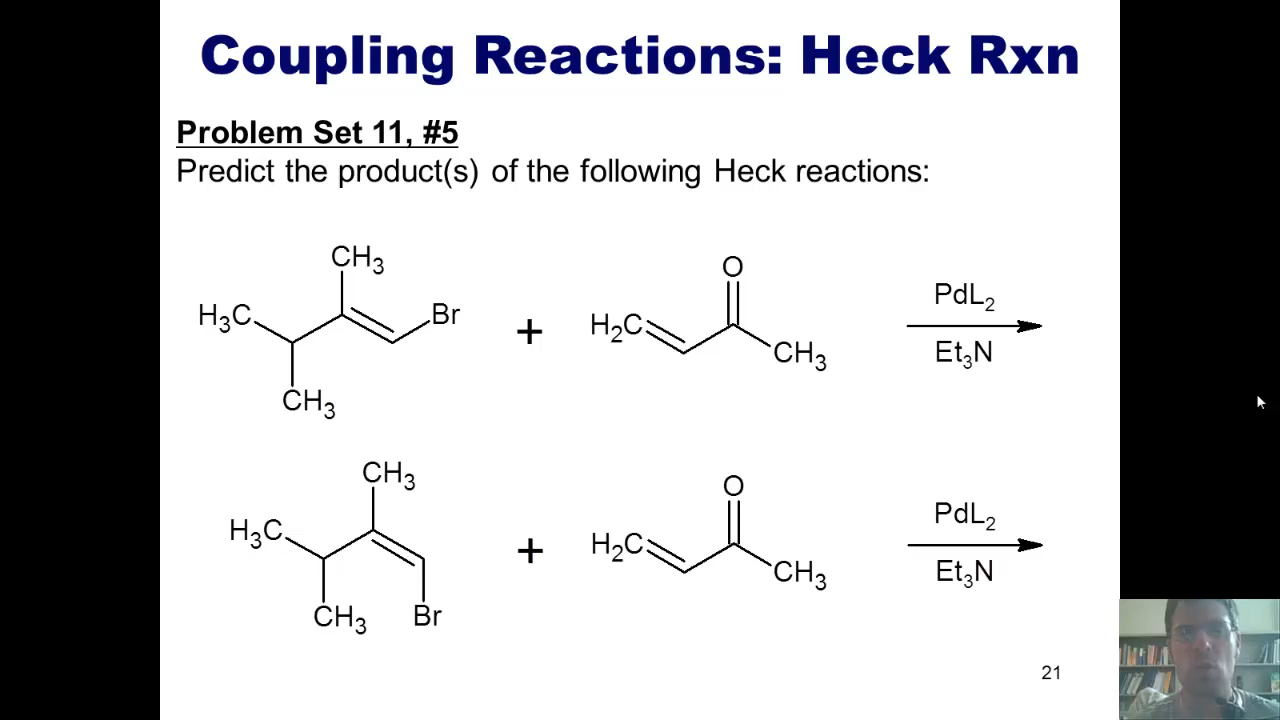 Coupling Reactions: Heck Rxn
Problem Set 11, #5
Predict the product(s) of the following Heck reactions:
CH3
H3C
Br
CH3
+
H2C
O
CH3
PdL2
Et3N
CH3
H3C
CH3
Br
+
H2C
O
CH3
PdL2
Et3N
21